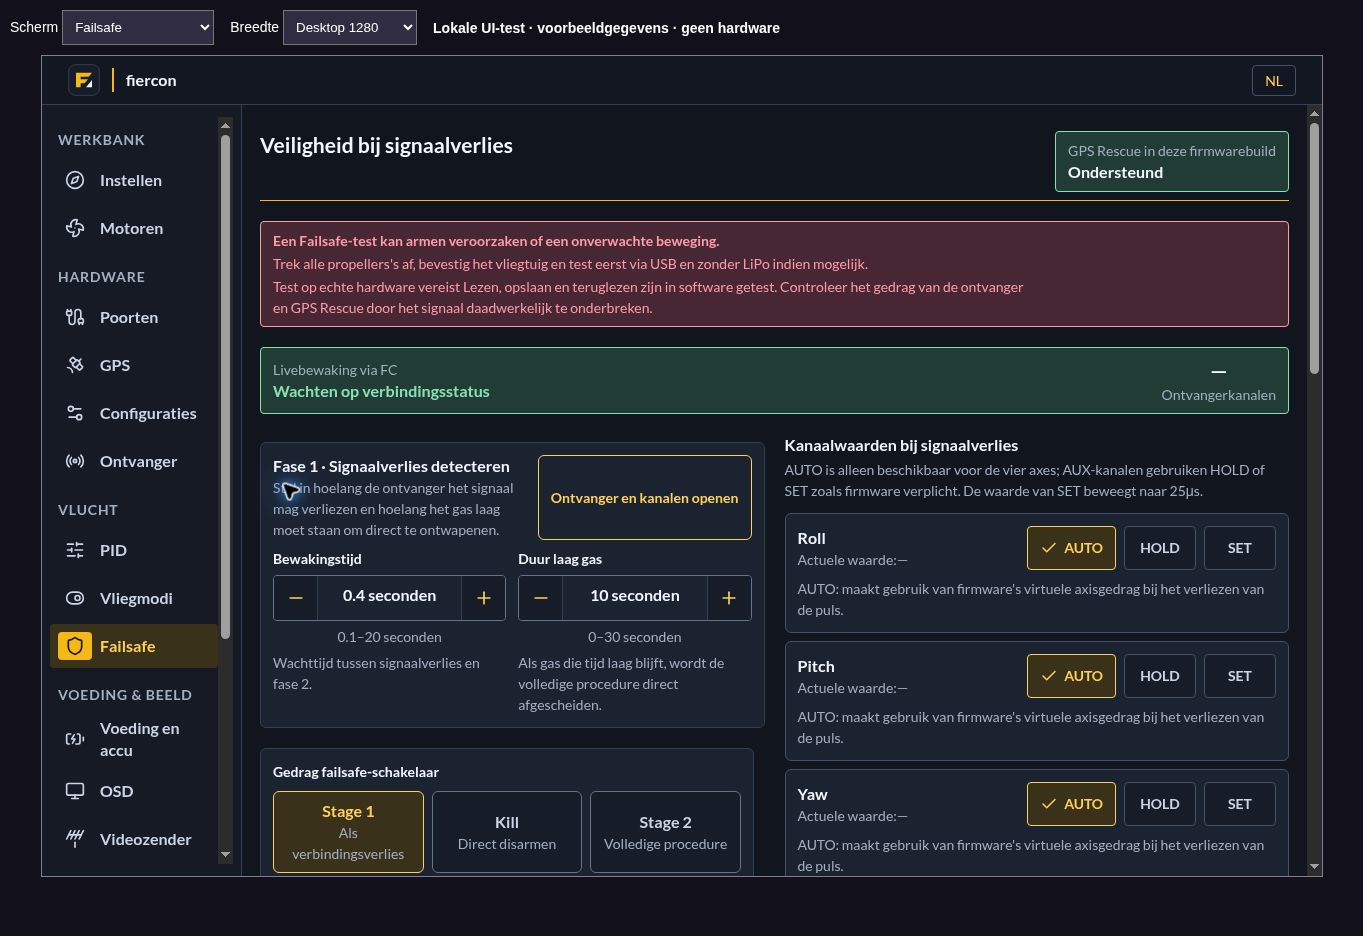 Scherm Failsafe Breedte Desktop 1280 Lokale UI-test · voorbeeldgegevens · geen hardware
fiercon
NL
WERKBANK
Instellen
Motoren
HARDWARE
Poorten
GPS
Configuraties
Ontvanger
VLUCHT
PID
Vliegmodi
Failsafe
VOEDING & BEELD
Voeding en
accu
OSD
Videozender
Veiligheid bij signaalverlies
GPS Rescue in deze firmwarebuild
Ondersteund
Een Failsafe-test kan armen veroorzaken of een onverwachte beweging.
Trek alle propellers's af, bevestig het vliegtuig en test eerst via USB en zonder LiPo indien mogelijk.
Test op echte hardware vereist Lezen, opslaan en teruglezen zijn in software getest. Controleer het gedrag van de ontvanger
en GPS Rescue door het signaal daadwerkelijk te onderbreken.
Livebewaking via FC
Wachten op verbindingsstatus
—
Ontvangerkanalen
Fase 1 · Signaalverlies detecteren
in hoelang de ontvanger het signaal
mag verliezen en hoelang het gas laag
moet staan om direct te ontwapenen.
Ontvanger en kanalen openen
Bewakingstijd
— 0.4 seconden +
0.1–20 seconden
Wachttijd tussen signaalverlies en
fase 2.
Duur laag gas
— 10 seconden +
0–30 seconden
Als gas die tijd laag blijft, wordt de
volledige procedure direct
afgescheiden.
Gedrag failsafe-schakelaar
Stage 1
Als
verbindingsverlies
Kill
Direct disarmen
Stage 2
Volledige procedure
Kanaalwaarden bij signaalverlies
AUTO is alleen beschikbaar voor de vier axes; AUX-kanalen gebruiken HOLD of
SET zoals firmware verplicht. De waarde van SET beweegt naar 25µs.
Roll
Actuele waarde:—
AUTO HOLD SET
AUTO: maakt gebruik van firmware's virtuele axisgedrag bij het verliezen van
de puls.
Pitch
Actuele waarde:—
AUTO HOLD SET
AUTO: maakt gebruik van firmware's virtuele axisgedrag bij het verliezen van
de puls.
Yaw
Actuele waarde:—
AUTO HOLD SET
AUTO: maakt gebruik van firmware's virtuele axisgedrag bij het verliezen van
de puls.